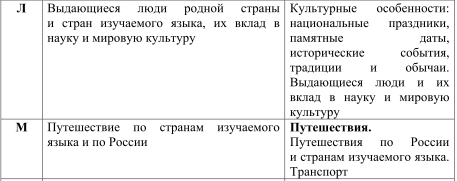 Л
Выдающиеся люди родной страны
и стран изучаемого языка, их вклад в
науку и мировую культуру
Культурные особенности:
национальные праздники,
памятные даты,
исторические события,
традиции и обычаи.
Выдающиеся люди и их
вклад в науку и мировую
культуру
М
Путешествие по странам изучаемого
языка и по России
Путешествия.
Путешествия по России
и странам изучаемого языка.
Транспорт